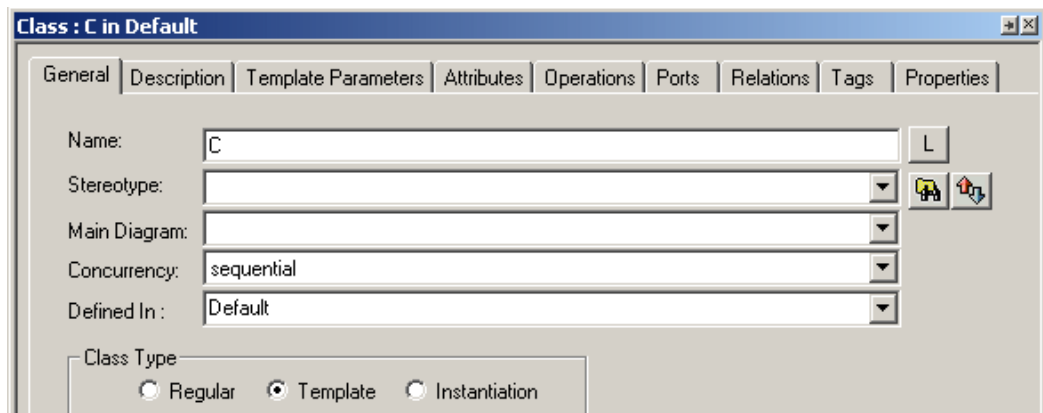 Class : C in Default
General Description Template Parameters Attributes Operations Ports Relations Tags Properties
Name: C L
Stereotype:
Main Diagram:
Concurrency: sequential
Defined In : Default
Class Type
Regular Template Instantiation